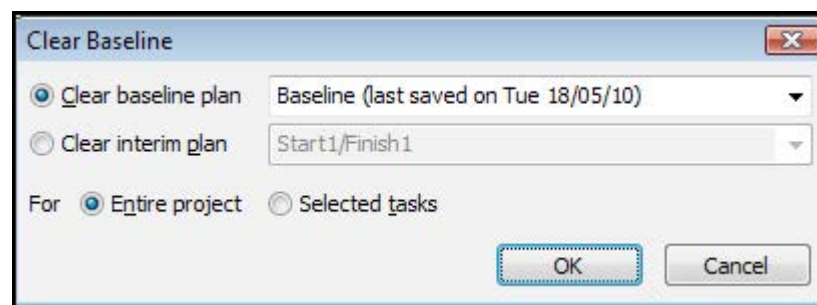 Clear Baseline
Clear baseline plan Baseline (last saved on Tue 18/05/10)
Clear interim plan Start1/Finish1
For Entire project Selected tasks
OK Cancel